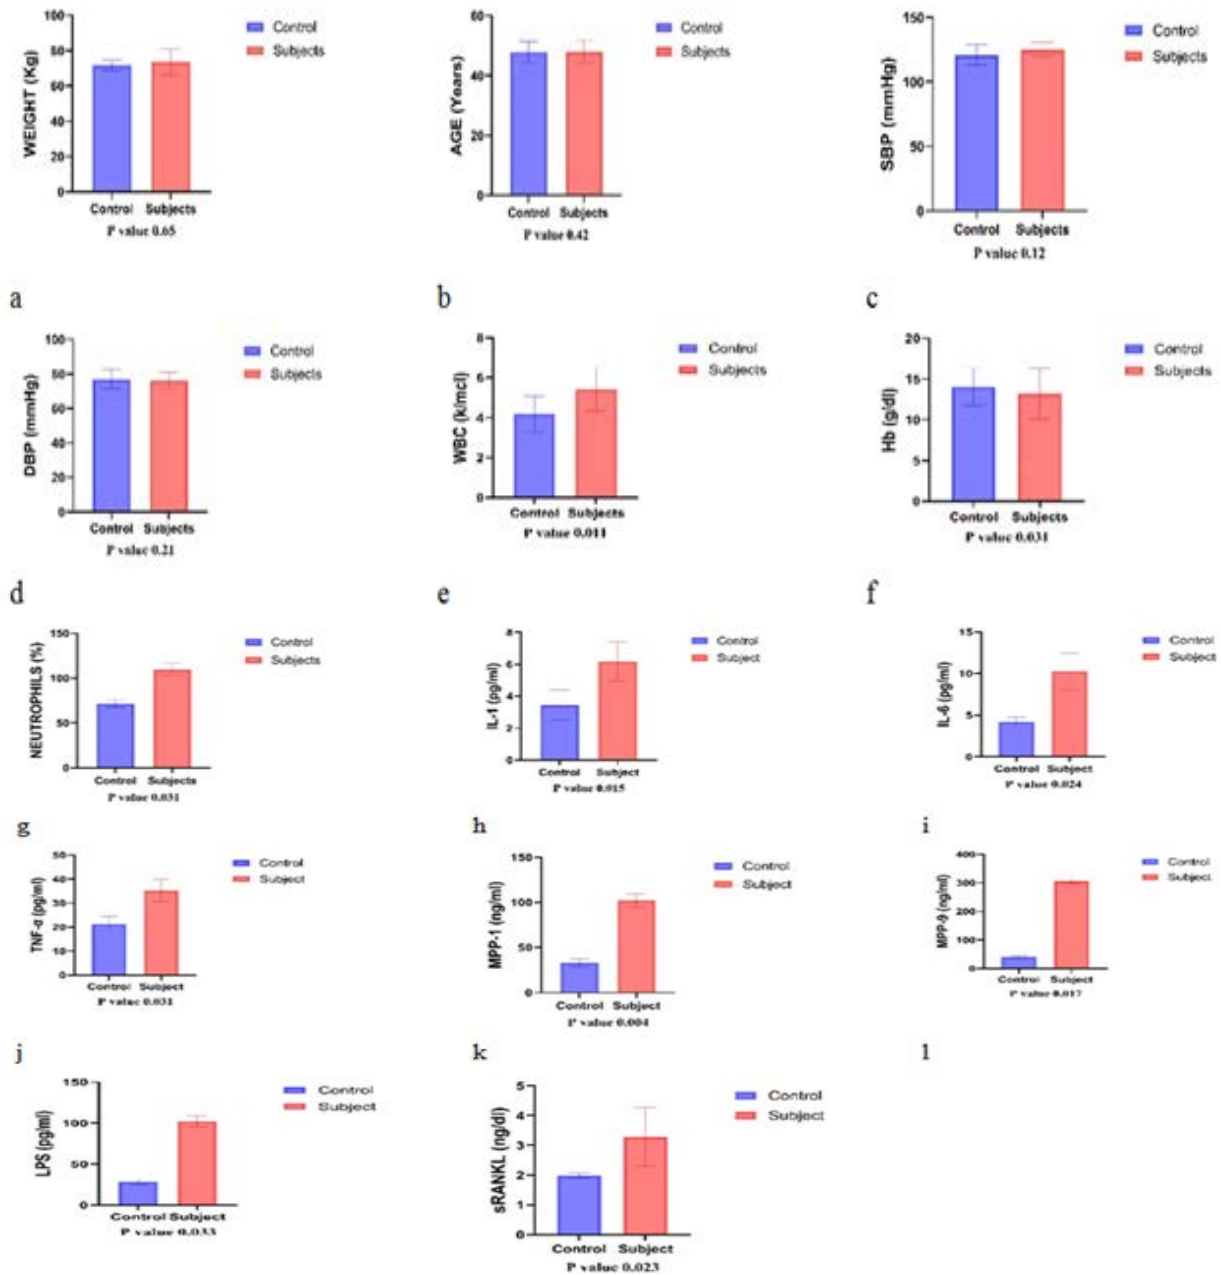 100
80
60
40
20
0
WEIGHT (Kg)
Control
Subjects
Control Subjects
P value 0.65
60
40
20
0
AGE (Years)
Control
Subjects
Control Subjects
P value 0.42
150
100
50
0
SBP (mmHg)
Control
Subjects
Control Subjects
P value 0.12
a
b
c
100
80
60
40
20
0
DBP (mmHg)
Control
Subjects
Control Subjects
P value 0.21
8
6
4
2
0
WBC (k/mcl)
Control
Subjects
Control Subjects
P value 0.011
20
15
10
5
0
Hb (g/dl)
Control
Subjects
Control Subjects
P value 0.031
d
e
f
150
100
50
0
NEUTROPHILS (%)
Control
Subjects
Control Subjects
P value 0.031
8
6
4
2
0
IL-1 (pg/ml)
Control
Subject
Control Subject
P value 0.015
15
10
5
0
IL-6 (pg/ml)
Control
Subject
Control Subject
P value 0.024
g
h
i
50
40
30
20
10
0
TNF-α (pg/ml)
Control
Subject
Control Subject
P value 0.031
150
100
50
0
MPP-1 (ng/ml)
Control
Subject
Control Subject
P value 0.004
400
300
200
100
0
MPP-9 (ng/ml)
Control
Subject
Control Subject
P value 0.017
j
k
l
150
100
50
0
LPS (pg/ml)
Control
Subject
Control Subject
P value 0.033
5
4
3
2
1
0
sRANKL (ng/dl)
Control
Subject
Control Subject
P value 0.023